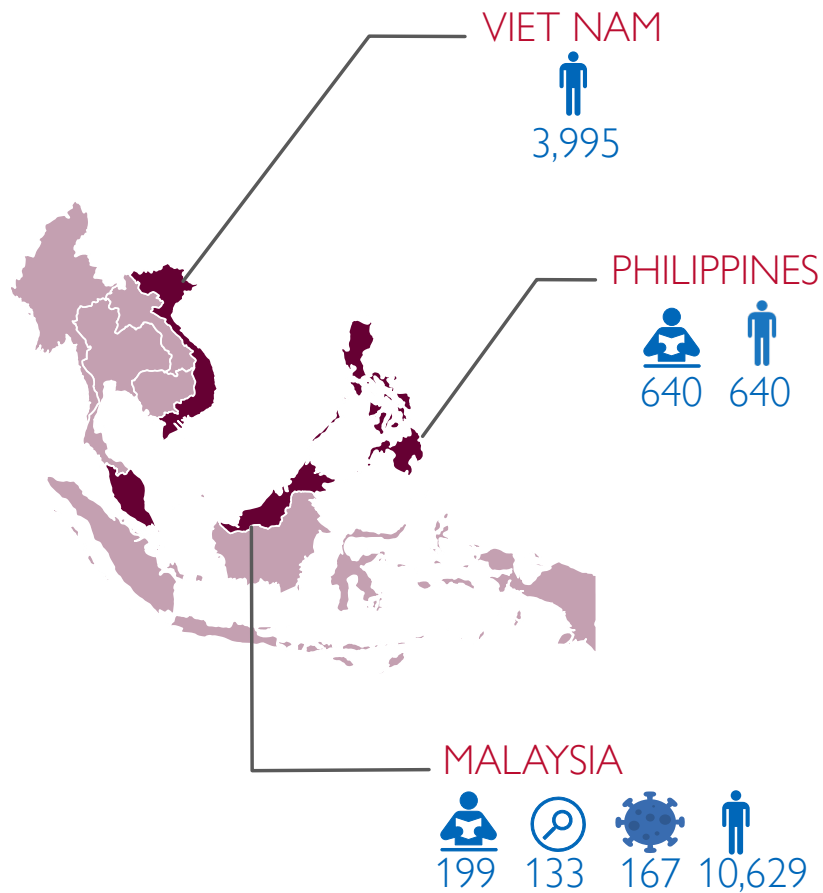 VIET NAM
3,995
PHILIPPINES
640 640
MALAYSIA
199 133 167 10,629